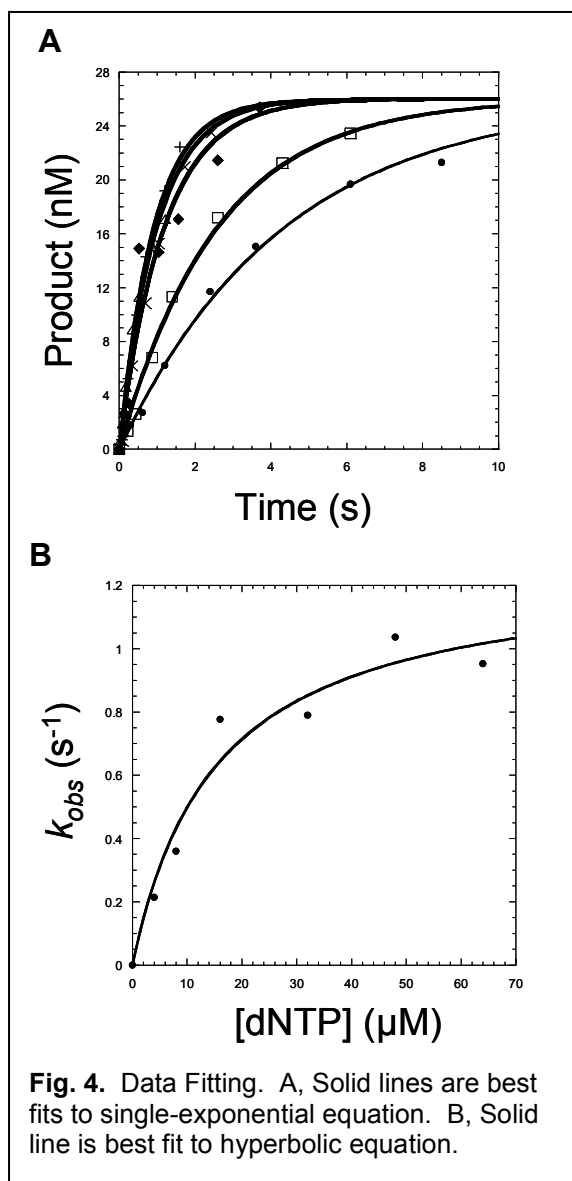 A
28
24
20
16
12
8
4
0
Product (nM)
0 2 4 6 8 10
Time (s)
B
1.2
1
0.8
0.6
0.4
0.2
0
k_obs (s⁻¹)
0 10 20 30 40 50 60 70
[dNTP] (µM)
Fig. 4. Data Fitting. A, Solid lines are best
fits to single-exponential equation. B, Solid
line is best fit to hyperbolic equation.